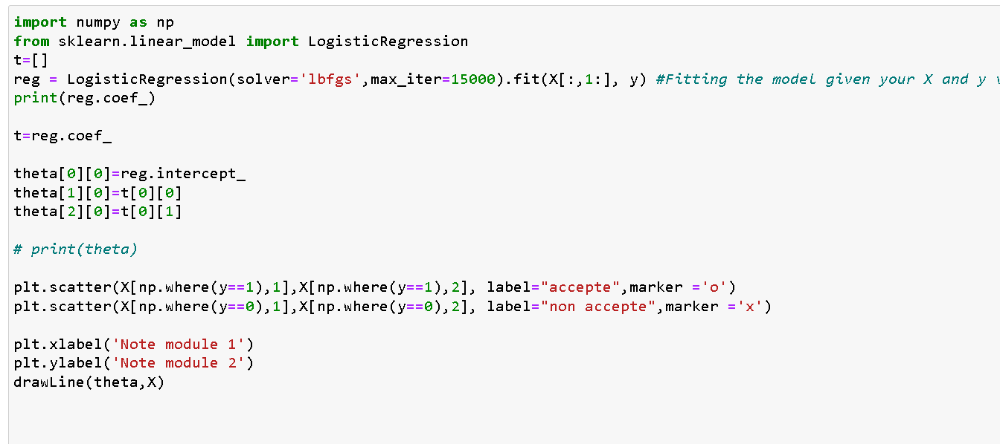 import numpy as np
from sklearn.linear_model import LogisticRegression
t=[]
reg = LogisticRegression(solver='lbfgs',max_iter=15000).fit(X[:,1:], y) #Fitting the model given your X and y
print(reg.coef_)
t=reg.coef_
theta[0][0]=reg.intercept_
theta[1][0]=t[0][0]
theta[2][0]=t[0][1]
# print(theta)
plt.scatter(X[np.where(y==1),1],X[np.where(y==1),2], label="accepte",marker ='o')
plt.scatter(X[np.where(y==0),1],X[np.where(y==0),2], label="non accepte",marker ='x')
plt.xlabel('Note module 1')
plt.ylabel('Note module 2')
drawLine(theta,X)